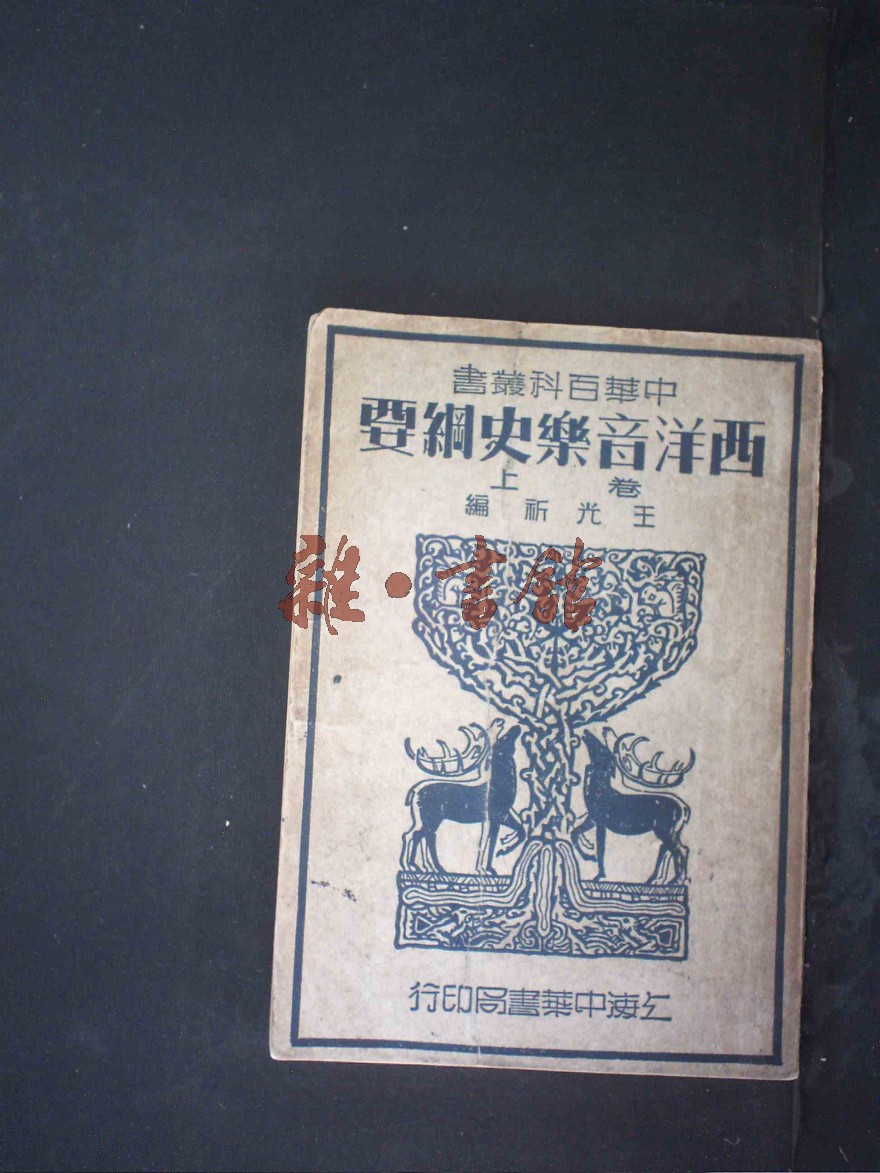 中華百科叢書
西洋音樂史綱要
卷上
王光祈編
雜·書館
上海中華書局印行